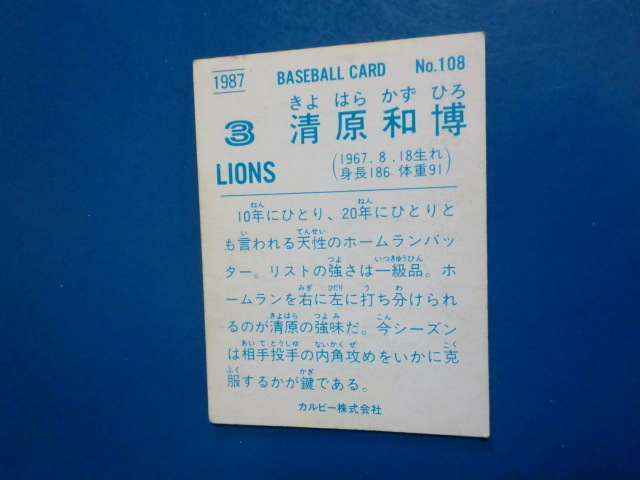 1987 BASEBALL CARD No.108
きよ はら かず ひろ
3 清原和博
LIONS (1967.8.18生れ
身長186 体重91)
ねん ねん
10年にひとり、20年にひとりと
い てんせい
も言われる天性のホームランバッ
つよ いつきゅうひん
ター。リストの強さは一級品。ホ
みぎ ひだり う わ
ームランを右に左に打ち分けられ
きよはら つよ み こん
るのが清原の強味だ。今シーズン
あい て とうしゅ ないかく ぜ こく
は相手投手の内角攻めをいかに克
ふく かぎ
服するかが鍵である。
カルビー株式会社